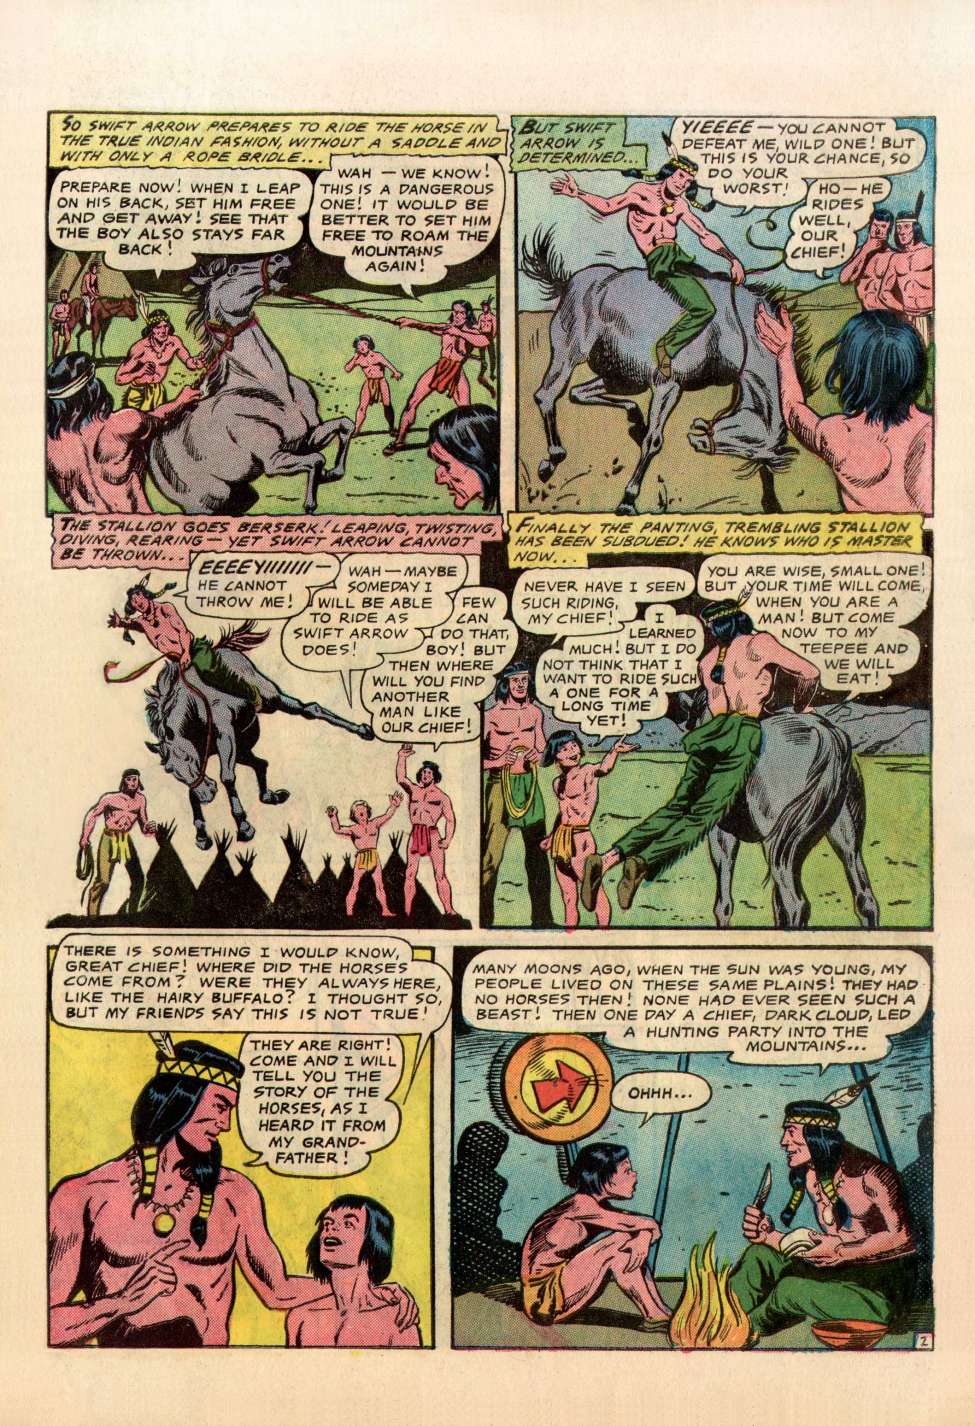 SO SWIFT ARROW PREPARES TO RIDE THE HORSE IN
THE TRUE INDIAN FASHION, WITHOUT A SADDLE AND
WITH ONLY A ROPE BRIDLE...
PREPARE NOW! WHEN I LEAP
ON HIS BACK, SET HIM FREE
AND GET AWAY! SEE THAT
THE BOY ALSO STAYS FAR
BACK!
WAH — WE KNOW!
THIS IS A DANGEROUS
ONE! IT WOULD BE
BETTER TO SET HIM
FREE TO ROAM THE
MOUNTAINS
AGAIN!
BUT SWIFT
ARROW IS
DETERMINED...
YIEEEE — YOU CANNOT
DEFEAT ME, WILD ONE! BUT
THIS IS YOUR CHANCE, SO
DO YOUR
WORST!
HO—HE
RIDES
WELL,
OUR
CHIEF!
THE STALLION GOES BERSERK! LEAPING, TWISTING,
DIVING, REARING — YET SWIFT ARROW CANNOT
BE THROWN...
EEEEYIIIIIII —
HE CANNOT
THROW ME!
WAH — MAYBE
SOMEDAY I
WILL BE ABLE
TO RIDE AS
SWIFT ARROW
DOES!
FEW
CAN
DO THAT,
BOY! BUT
THEN WHERE
WILL YOU FIND
ANOTHER
MAN LIKE
OUR CHIEF!
FINALLY THE PANTING, TREMBLING STALLION
HAS BEEN SUBDUED! HE KNOWS WHO IS MASTER
NOW...
NEVER HAVE I SEEN
SUCH RIDING,
MY CHIEF!
I
LEARNED
MUCH! BUT I DO
NOT THINK THAT I
WANT TO RIDE SUCH
A ONE FOR A
LONG TIME
YET!
YOU ARE WISE, SMALL ONE!
BUT YOUR TIME WILL COME,
WHEN YOU ARE A
MAN! BUT COME
NOW TO MY
TEEPEE AND
WE WILL
EAT!
THERE IS SOMETHING I WOULD KNOW,
GREAT CHIEF! WHERE DID THE HORSES
COME FROM? WERE THEY ALWAYS HERE,
LIKE THE HAIRY BUFFALO? I THOUGHT SO,
BUT MY FRIENDS SAY THIS IS NOT TRUE!
THEY ARE RIGHT!
COME AND I WILL
TELL YOU THE
STORY OF THE
HORSES, AS I
HEARD IT FROM
MY GRAND-
FATHER!
MANY MOONS AGO, WHEN THE SUN WAS YOUNG, MY
PEOPLE LIVED ON THESE SAME PLAINS! THEY HAD
NO HORSES THEN! NONE HAD EVER SEEN SUCH A
BEAST! THEN ONE DAY A CHIEF, DARK CLOUD, LED
A HUNTING PARTY INTO THE
MOUNTAINS...
OHHH...
2